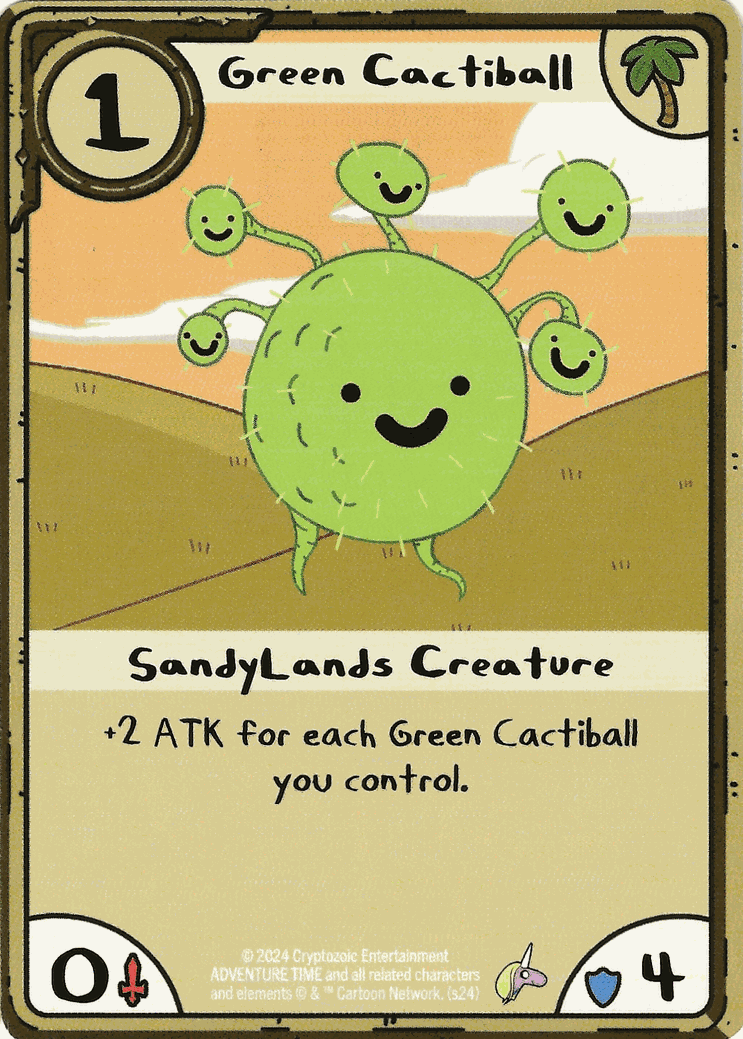 1
Green Cactiball
SandyLands Creature
+2 ATK for each Green Cactiball
you control.
0
© 2024 Cryptozoic Entertainment
ADVENTURE TIME and all related characters
and elements © & ™ Cartoon Network. (s24)
4